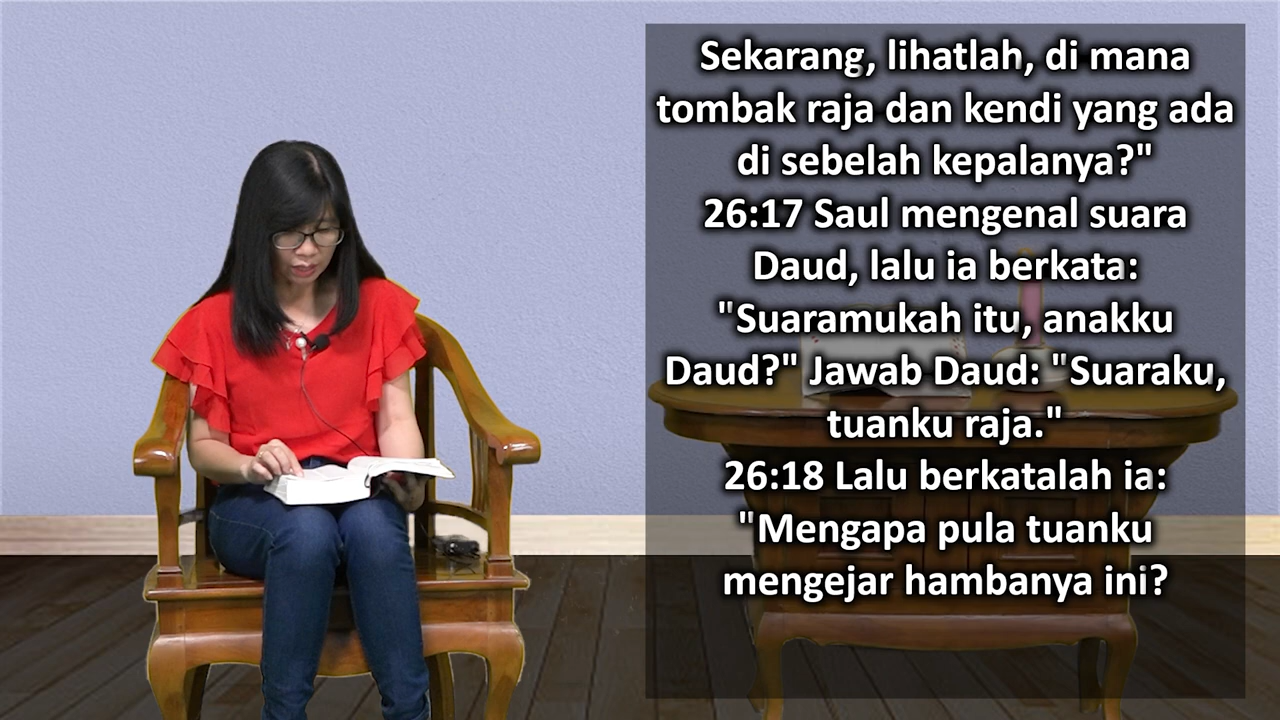 Sekarang, lihatlah, di mana
tombak raja dan kendi yang ada
di sebelah kepalanya?"
26:17 Saul mengenal suara
Daud, lalu ia berkata:
"Suaramukah itu, anakku
Daud?" Jawab Daud: "Suaraku,
tuanku raja."
26:18 Lalu berkatalah ia:
"Mengapa pula tuanku
mengejar hambanya ini?